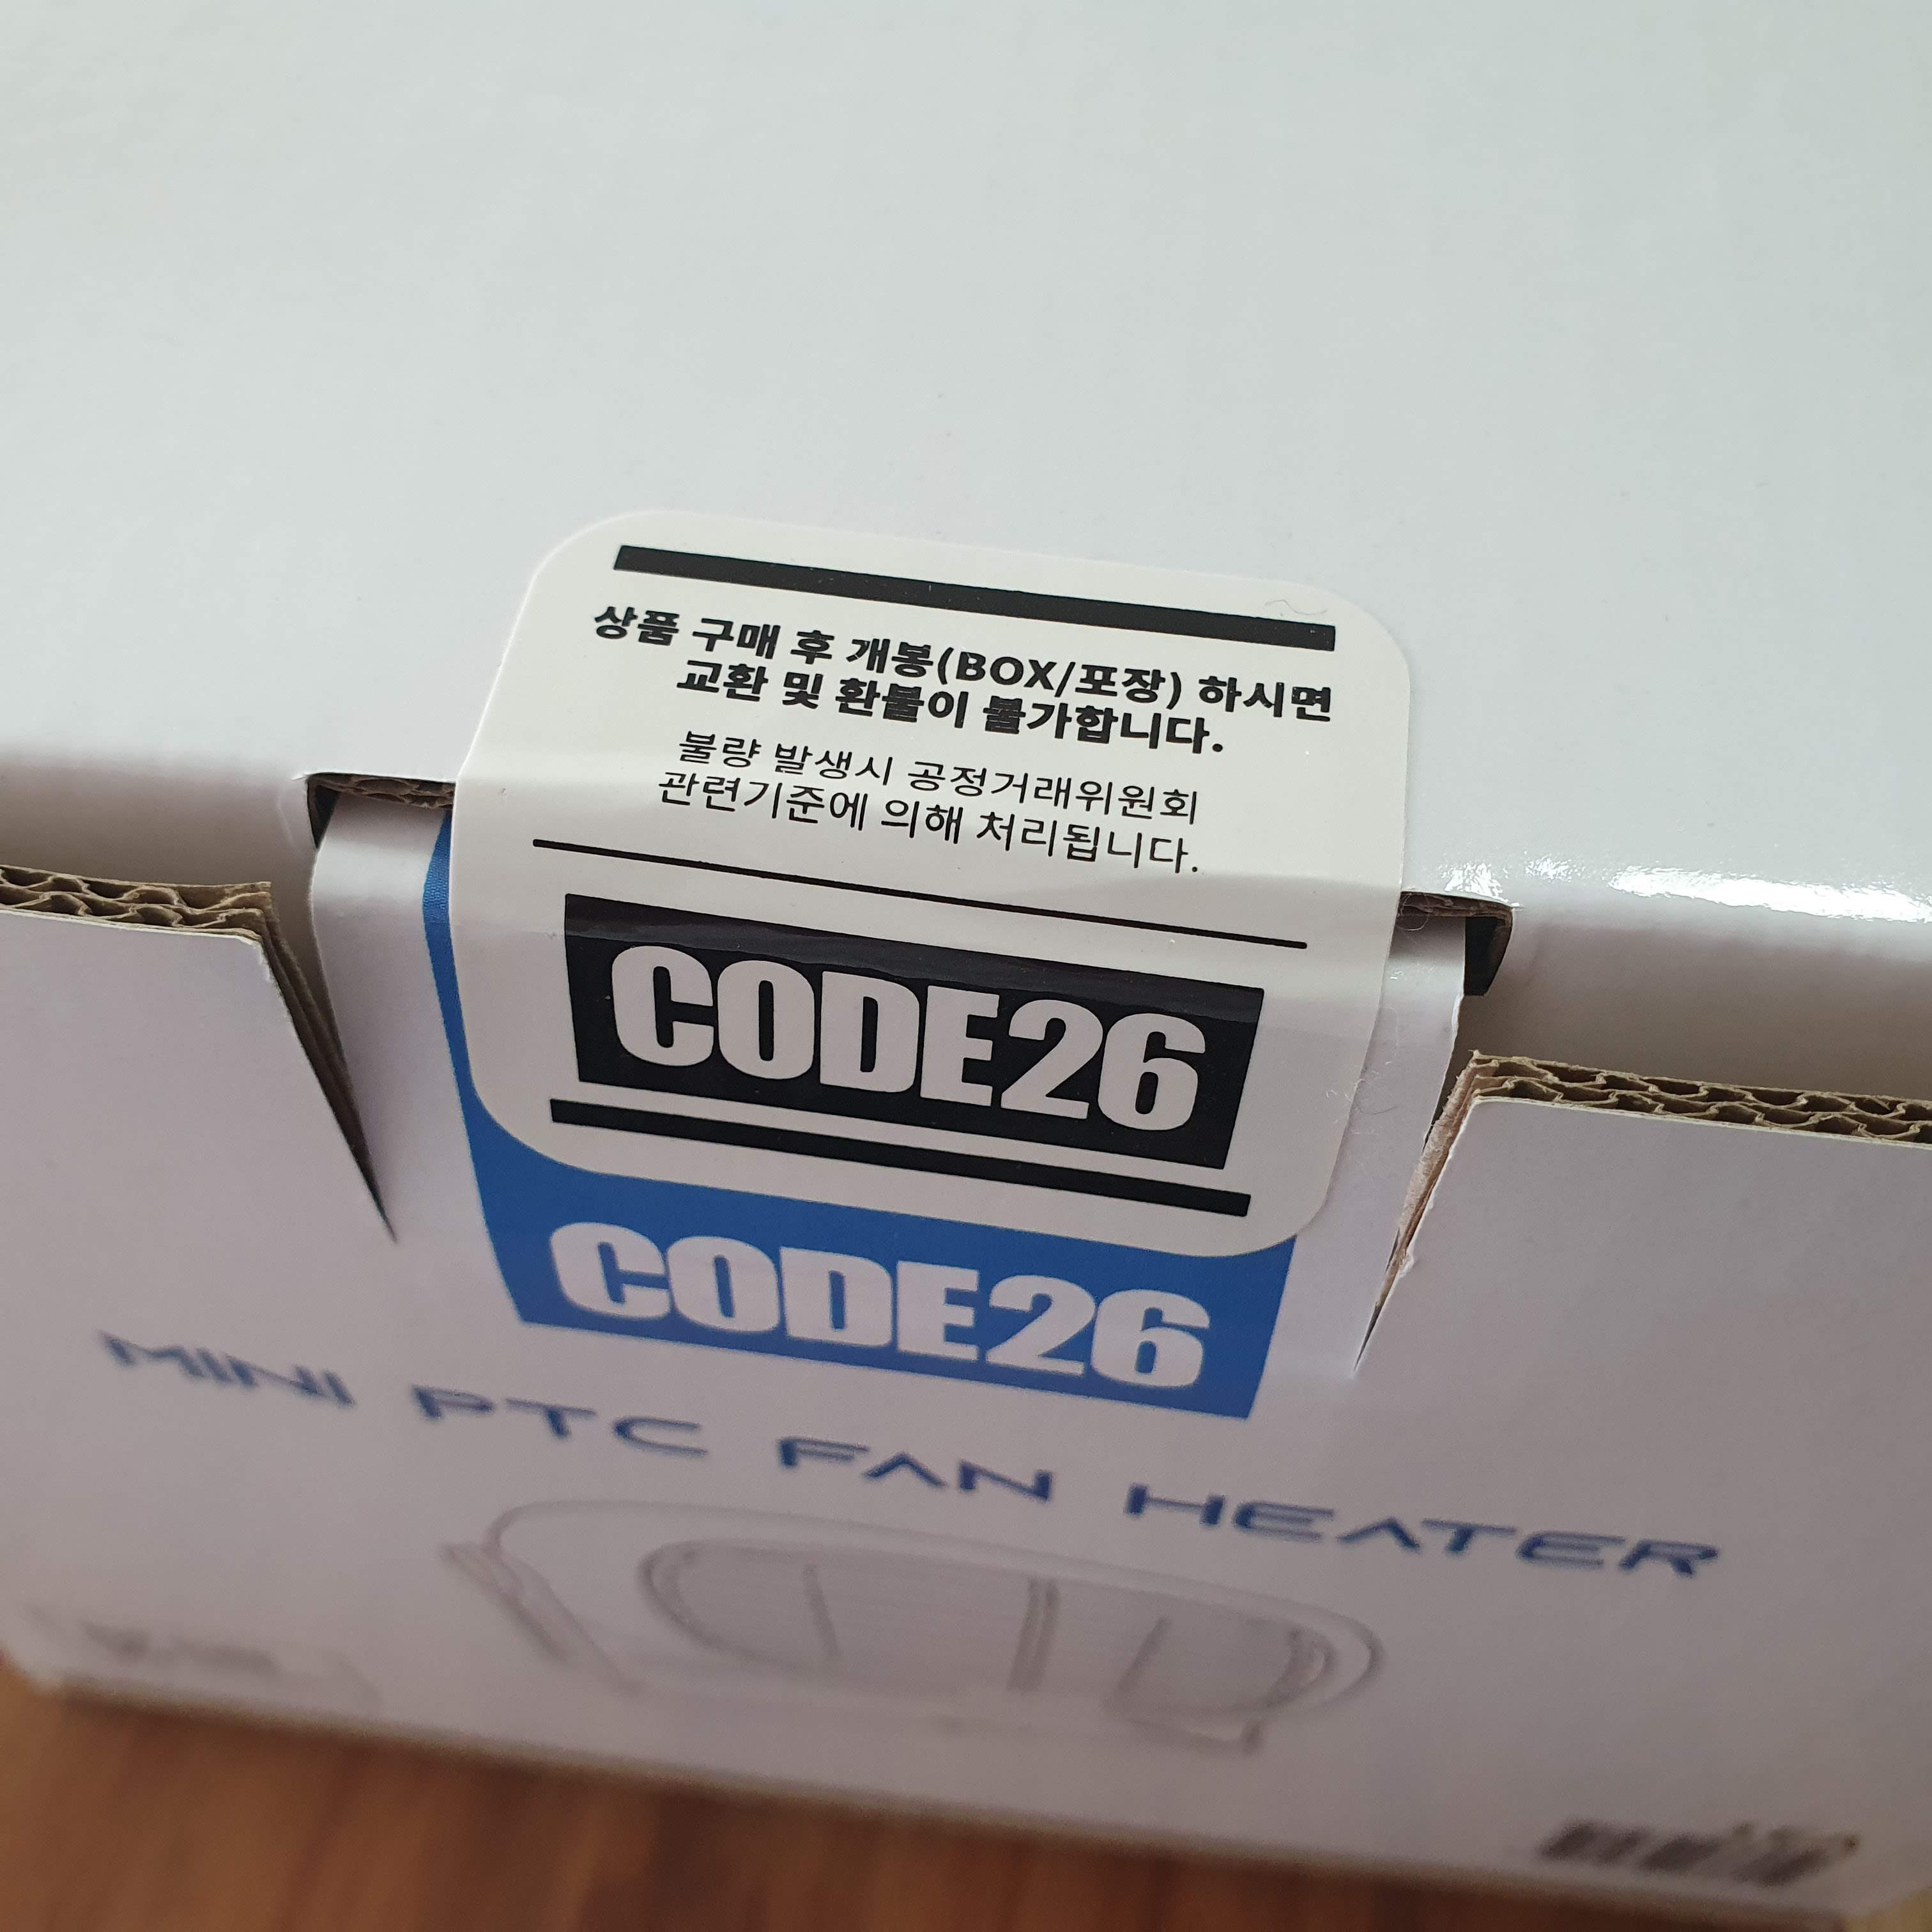 상품 구매 후 개봉(BOX/포장) 하시면
교환 및 환불이 불가합니다.
불량 발생시 공정거래위원회
관련기준에 의해 처리됩니다.
CODE26
CODE26
MINI PTC FAN HEATER